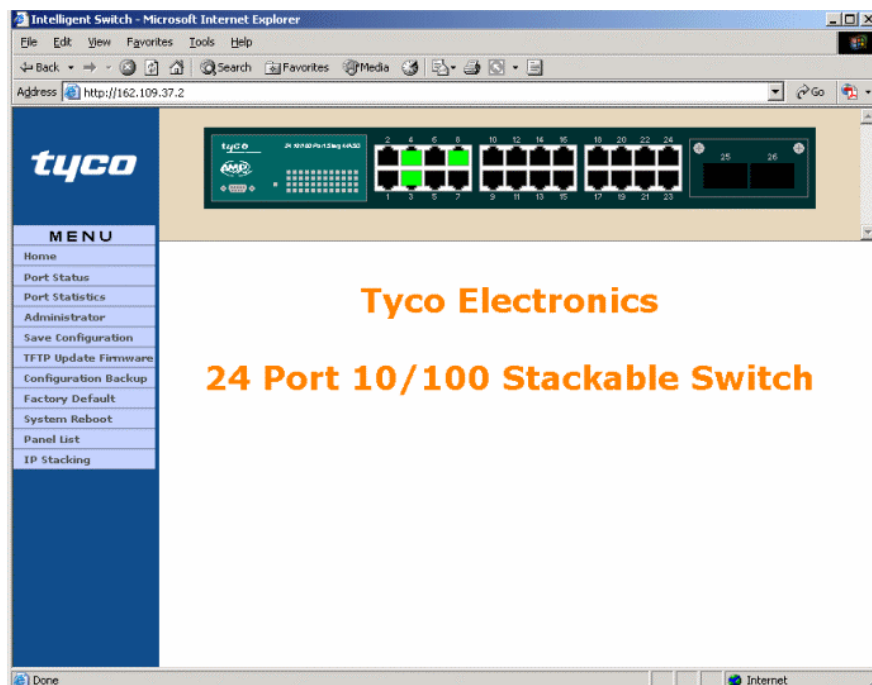 Intelligent Switch - Microsoft Internet Explorer
File Edit View Favorites Tools Help
Back Search Favorites Media
Address http://162.109.37.2 Go
tyco
tyco
AMP
2 4 6 8 10 12 14 16 18 20 22 24
25 26
1 3 5 7 9 11 13 15 17 19 21 23
MENU
Home
Port Status
Port Statistics
Administrator
Save Configuration
TFTP Update Firmware
Configuration Backup
Factory Default
System Reboot
Panel List
IP Stacking
Tyco Electronics
24 Port 10/100 Stackable Switch
Done Internet